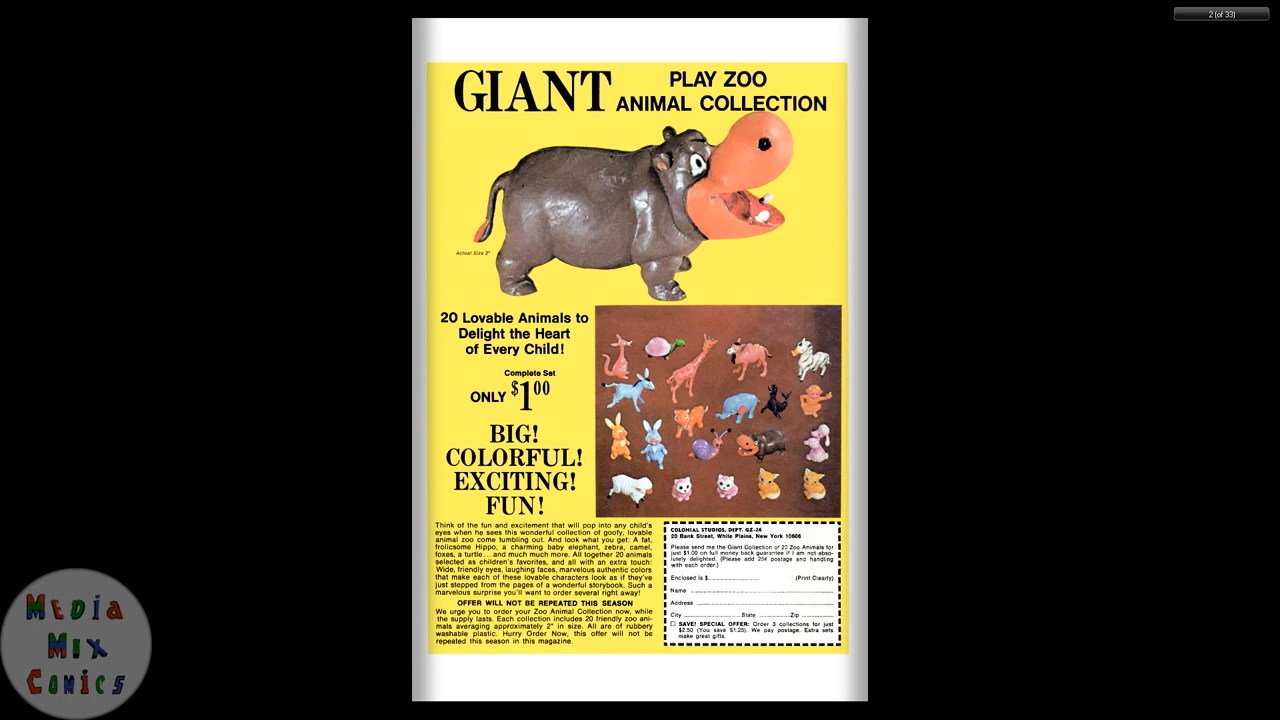 2 (of 33)
GIANT
PLAY ZOO
ANIMAL COLLECTION
Actual Size 2"
20 Lovable Animals to
Delight the Heart
of Every Child!
Complete Set
ONLY $1 00
BIG!
COLORFUL!
EXCITING!
FUN!
Think of the fun and excitement that will pop into any child's
eyes when he sees this wonderful collection of goofy, lovable
animal zoo come tumbling out. And look what you get: A fat,
frolicsome Hippo, a charming baby elephant, zebra, camel,
foxes, a turtle...and much much more. All together 20 animals
selected as children's favorites, and all with an extra touch:
Wide, friendly eyes, laughing faces, marvelous authentic colors
that make each of these lovable characters look as if they've
just stepped from the pages of a wonderful storybook. Such a
marvelous surprise you'll want to order several right away!
OFFER WILL NOT BE REPEATED THIS SEASON
We urge you to order your Zoo Animal Collection now, while
the supply lasts. Each collection includes 20 friendly zoo ani-
mals averaging approximately 2" in size. All are of rubbery
washable plastic. Hurry Order Now, this offer will not be
repeated this season in this magazine.
COLONIAL STUDIOS, DEPT. GZ-26
20 Bank Street, White Plains, New York 10606
Please send me the Giant Collection of 20 Zoo Animals for
just $1.00 on full money back guarantee if I am not abso-
lutely delighted. (Please add 25¢ postage and handling
with each order.)
Enclosed is $ (Print Clearly)
Name
Address
City State Zip
SAVE! SPECIAL OFFER: Order 3 collections for just
$2.50 (You save $1.25). We pay postage. Extra sets
make great gifts.
MEDIA
MIX
COMICS